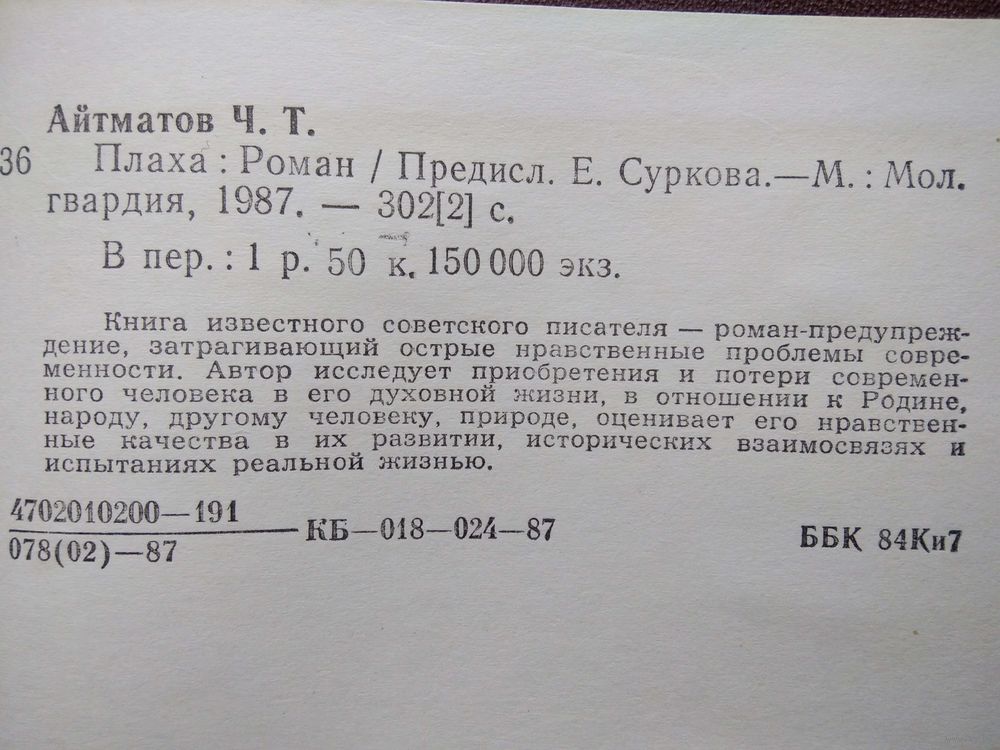 Айтматов Ч. Т.
36 Плаха : Роман / Предисл. Е. Суркова.—М. : Мол.
гвардия, 1987. — 302[2] с.
В пер. : 1 р. 50 к. 150 000 экз.
Книга известного советского писателя — роман-предупреж-
дение, затрагивающий острые нравственные проблемы совре-
менности. Автор исследует приобретения и потери современ-
ного человека в его духовной жизни, в отношении к Родине,
народу, другому человеку, природе, оценивает его нравствен-
ные качества в их развитии, исторических взаимосвязях и
испытаниях реальной жизнью.
4702010200—191
078(02)—87
КБ—018—024—87
ББК 84Ки7